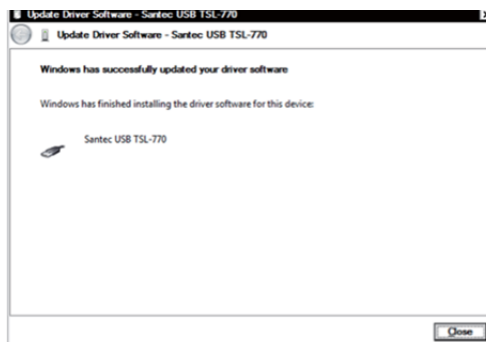 Update Driver Software - Santec USB TSL-770
Update Driver Software - Santec USB TSL-770
Windows has successfully updated your driver software
Windows has finished installing the driver software for this device:
Santec USB TSL-770
Close